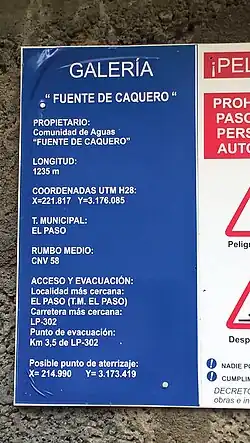 GALERÍA
" FUENTE DE CAQUERO "
PROPIETARIO:
Comunidad de Aguas
"FUENTE DE CAQUERO"
LONGITUD:
1235 m
COORDENADAS UTM H28:
X=221.817 Y=3.176.085
T. MUNICIPAL:
EL PASO
RUMBO MEDIO:
CNV 58
ACCESO Y EVACUACIÓN:
Localidad más cercana:
EL PASO (T.M. EL PASO)
Carretera más cercana:
LP-302
Punto de evacuación:
Km 3,5 de LP-302
Posible punto de aterrizaje:
X= 214.990 Y= 3.173.419
¡PEL
PROH
PASO
PERS
AUTO
Pelig
Desp
NADIE PO
CUMPLIM
DECRETO
obras e in